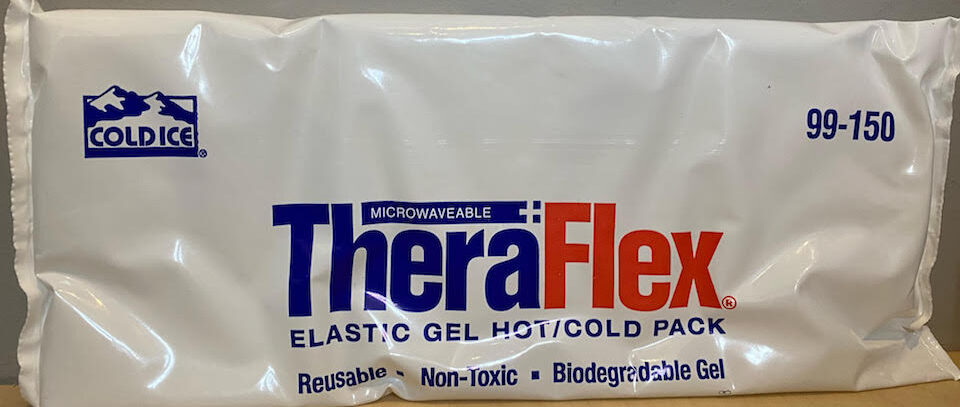 COLD ICE®
99-150
MICROWAVEABLE
TheraFlex®
ELASTIC GEL HOT/COLD PACK
Reusable ▪ Non-Toxic ▪ Biodegradable Gel